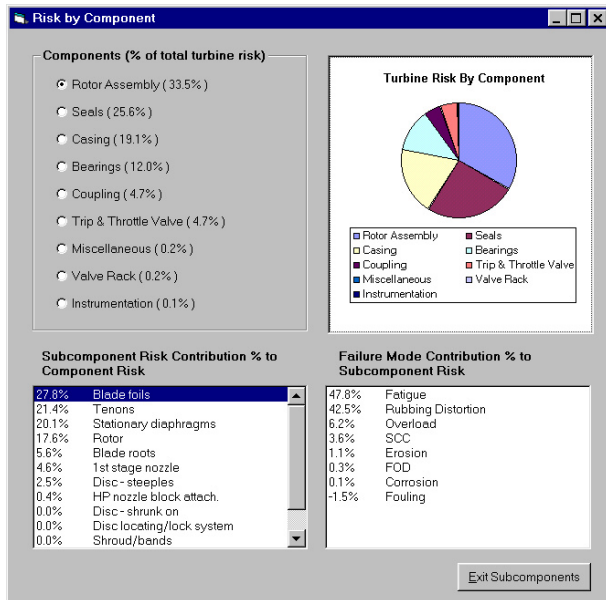 Risk by Component
Components (% of total turbine risk)
Rotor Assembly ( 33.5% )
Seals ( 25.6% )
Casing ( 19.1% )
Bearings ( 12.0% )
Coupling ( 4.7% )
Trip & Throttle Valve ( 4.7% )
Miscellaneous ( 0.2% )
Valve Rack ( 0.2% )
Instrumentation ( 0.1% )
Turbine Risk By Component
Rotor Assembly Seals
Casing Bearings
Coupling Trip & Throttle Valve
Miscellaneous Valve Rack
Instrumentation
Subcomponent Risk Contribution % to
Component Risk
27.8% Blade foils
21.4% Tenons
20.1% Stationary diaphragms
17.6% Rotor
5.6% Blade roots
4.6% 1st stage nozzle
2.5% Disc - steeples
0.4% HP nozzle block attach.
0.0% Disc - shrunk on
0.0% Disc locating/lock system
0.0% Shroud/bands
Failure Mode Contribution % to
Subcomponent Risk
47.8% Fatigue
42.5% Rubbing Distortion
6.2% Overload
3.6% SCC
1.1% Erosion
0.3% FOD
0.1% Corrosion
-1.5% Fouling
Exit Subcomponents